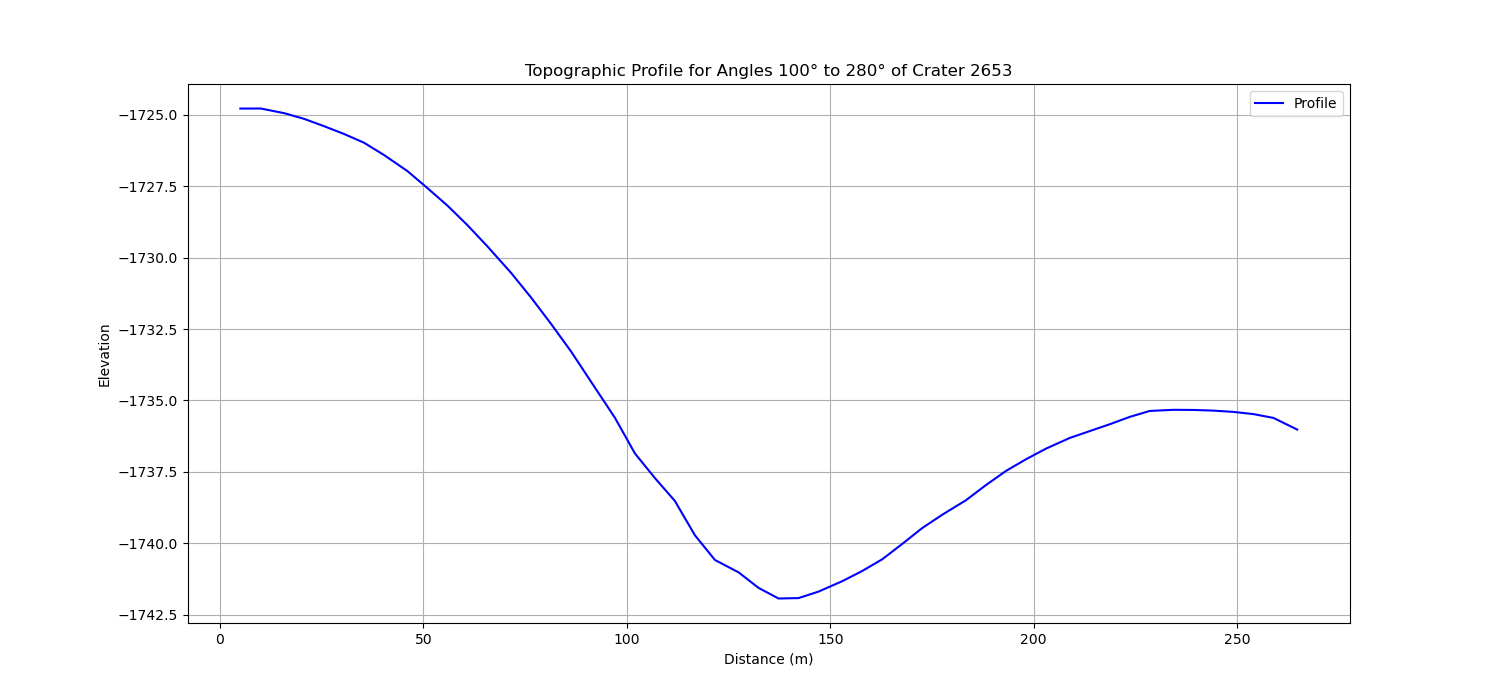 Topographic Profile for Angles 100° to 280° of Crater 2653
Profile
−1725.0
−1727.5
−1730.0
−1732.5
−1735.0
−1737.5
−1740.0
−1742.5
Elevation
0 50 100 150 200 250
Distance (m)